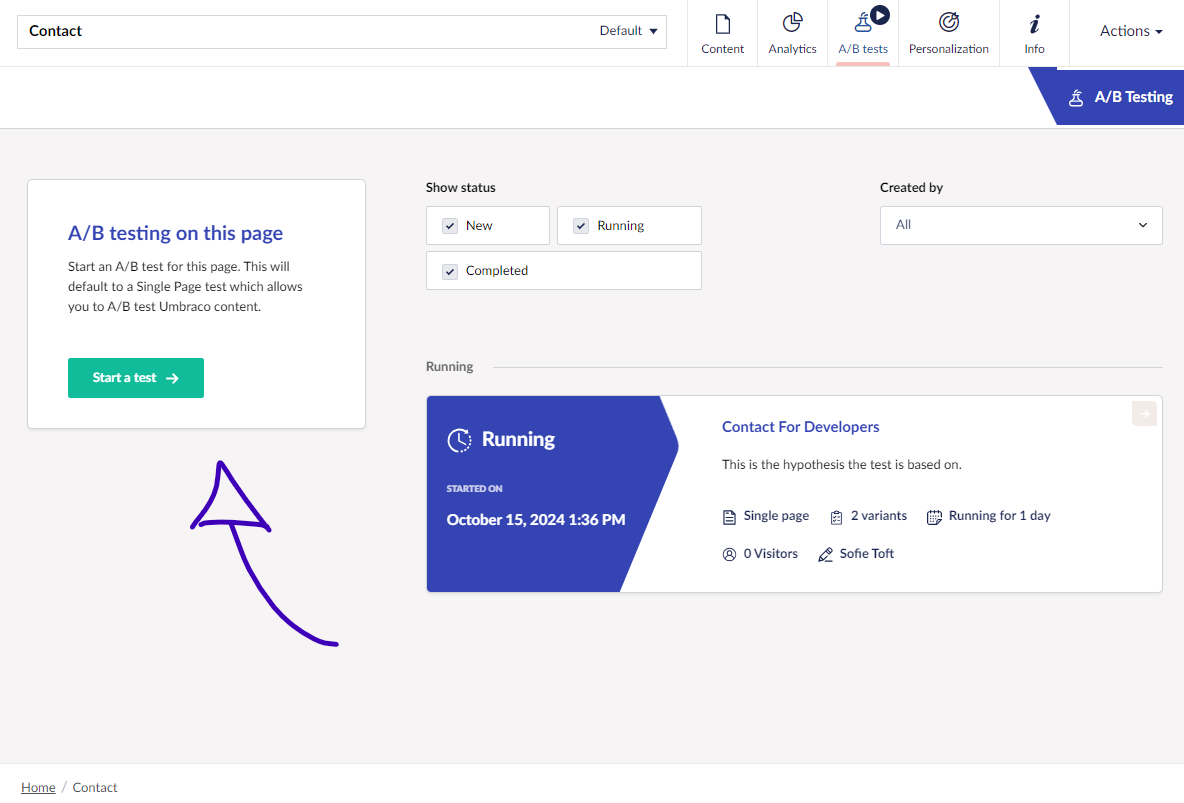 Contact
Default
Content
Analytics
A/B tests
Personalization
Info
Actions
A/B Testing
A/B testing on this page
Start an A/B test for this page. This will
default to a Single Page test which allows
you to A/B test Umbraco content.
Start a test
Show status
New
Running
Completed
Created by
All
Running
Running
STARTED ON
October 15, 2024 1:36 PM
Contact For Developers
This is the hypothesis the test is based on.
Single page
2 variants
Running for 1 day
0 Visitors
Sofie Toft
Home / Contact